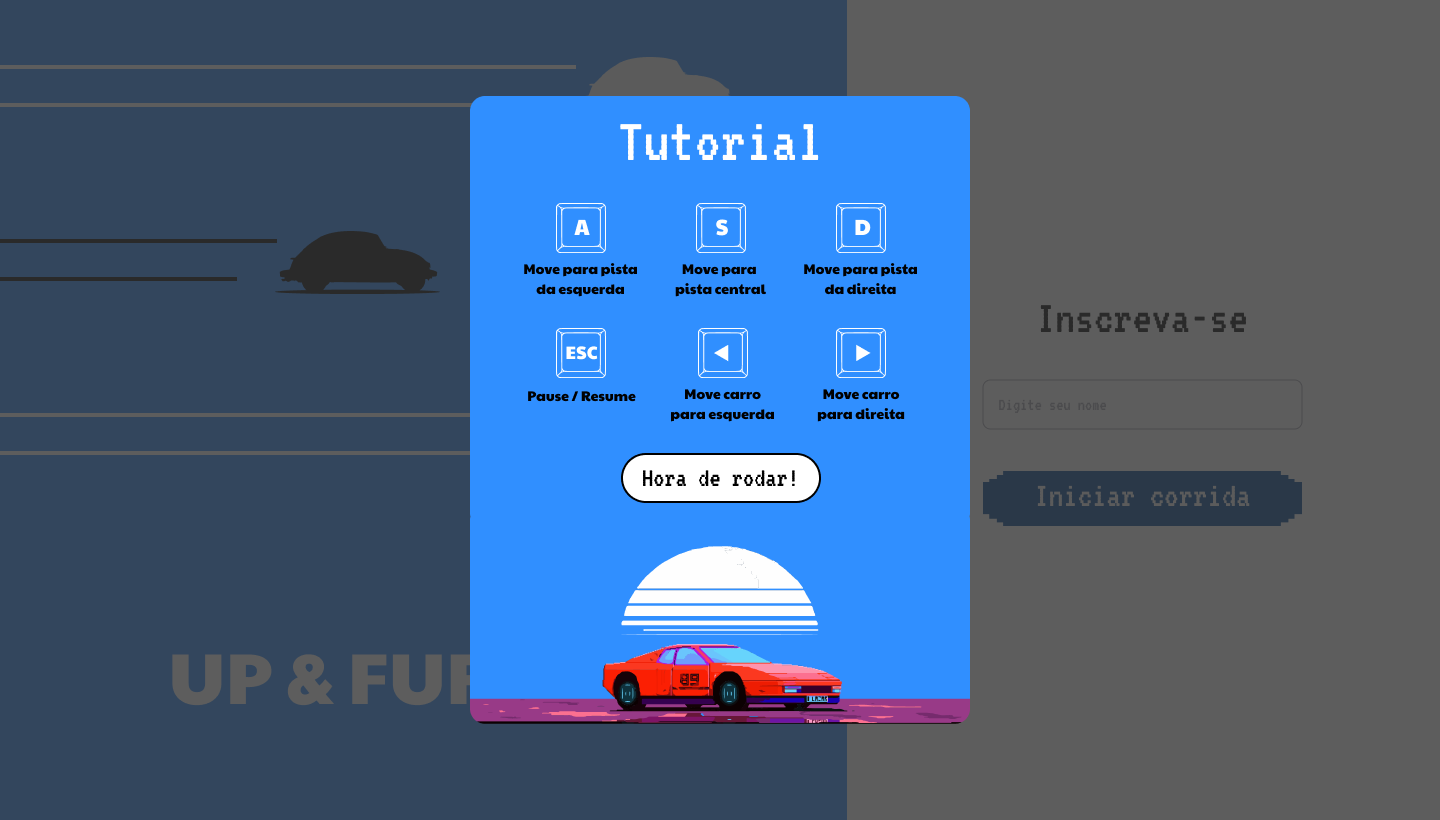 Tutorial
A S D
Move para pista Move para Move para pista
da esquerda pista central da direita
ESC
Pause / Resume Move carro Move carro
para esquerda para direita
Hora de rodar!
89
UP & FU
Inscreva-se
Digite seu nome
Iniciar corrida